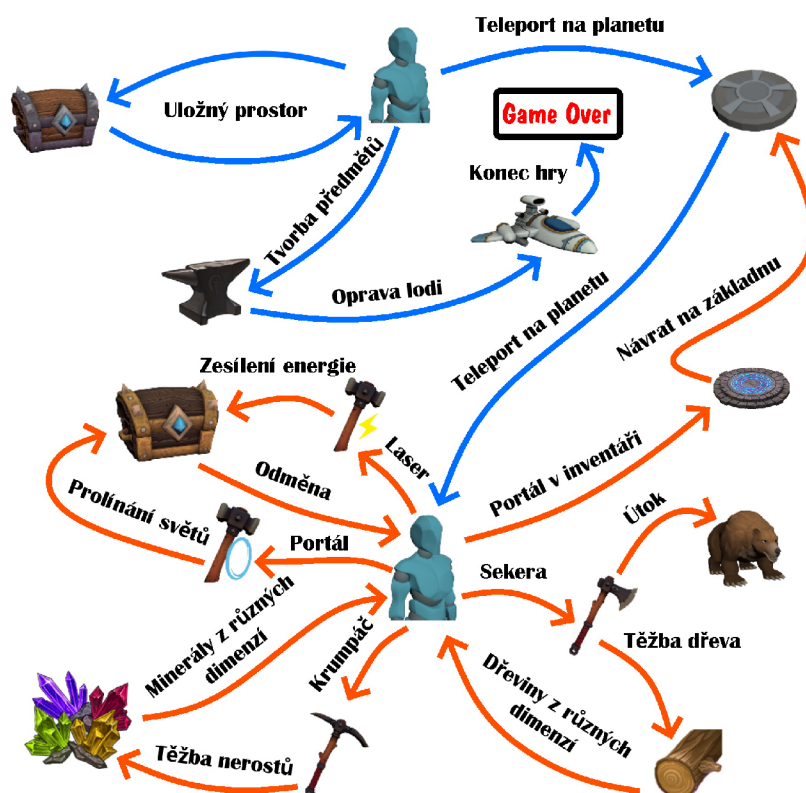 Teleport na planetu
Uložný prostor
Game Over
Konec hry
Tvorba předmětů
Oprava lodi
Teleport na planetu
Návrat na základnu
Zesílení energie
Laser
Odměna
Portál v inventáři
Prolínání světů
Portál
Útok
Sekera
Minerály z různých
dimenzí
Krumpáč
Těžba dřeva
Dřeviny z různých
dimenzí
Těžba nerostů